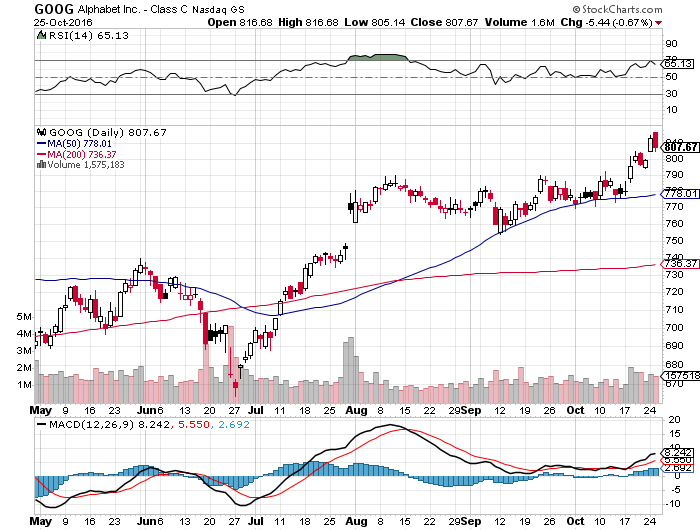 GOOG Alphabet Inc. - Class C Nasdaq GS © StockCharts.com
25-Oct-2016 Open 816.68 High 816.68 Low 805.14 Close 807.67 Volume 1.6M Chg -5.44 (-0.67%)
RSI(14) 65.13
90
65.13
50
30
10
GOOG (Daily) 807.67
MA(50) 778.01
MA(200) 736.37
Volume 1,575,183
807.67
800
790
778.01
770
760
750
736.37
730
720
5M 710
4M 700
3M 690
2M 680
1M 1575183
670
May 9 16 23 Jun 6 13 20 27 Jul 11 18 25 Aug 8 15 22 29 Sep 12 19 26 Oct 10 17 24
MACD(12,26,9) 8.242, 5.550, 2.692
20
15
10
8.242
5.550
2.692
-5
-10
May 9 16 23 Jun 6 13 20 27 Jul 11 18 25 Aug 8 15 22 29 Sep 12 19 26 Oct 10 17 24